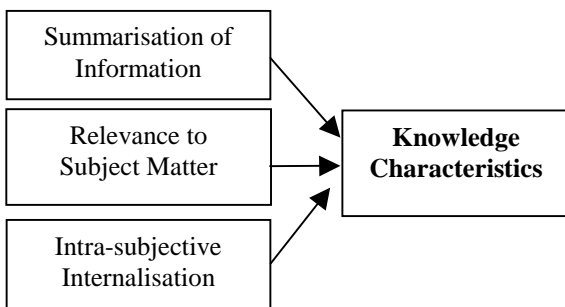 Summarisation of
Information
Relevance to
Subject Matter
Intra-subjective
Internalisation
Knowledge
Characteristics